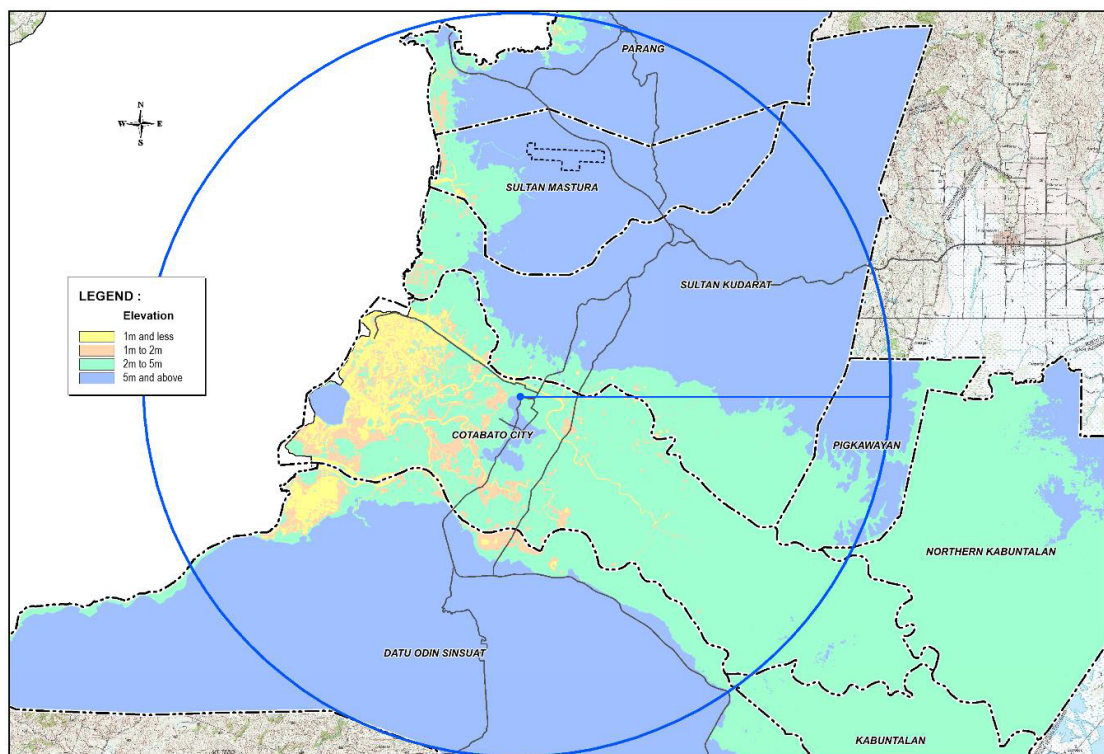 PARANG
N
W E
S
SULTAN MASTURA
SULTAN KUDARAT
LEGEND :
Elevation
1m and less
1m to 2m
2m to 5m
5m and above
COTABATO CITY
PIGKAWAYAN
NORTHERN KABUNTALAN
DATU ODIN SINSUAT
KABUNTALAN